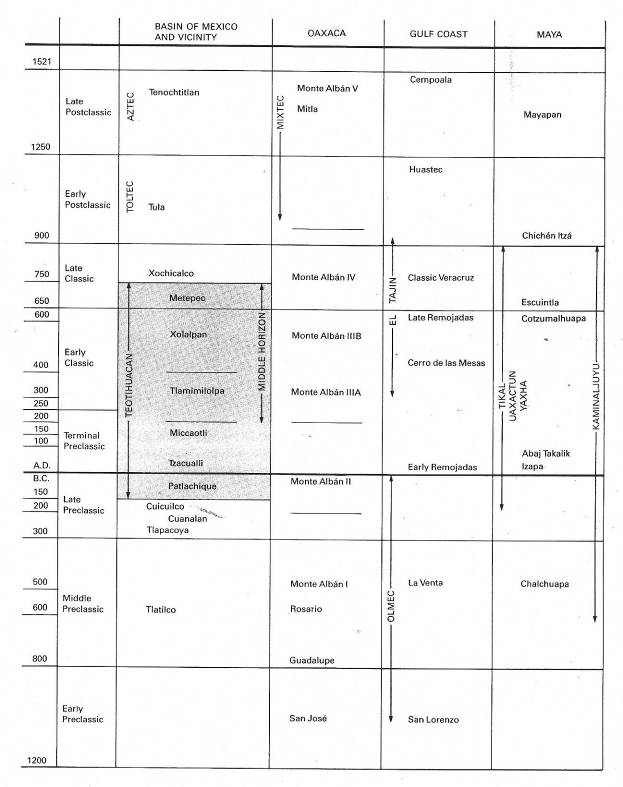 BASIN OF MEXICO
AND VICINITY
OAXACA
GULF COAST
MAYA
1521
Late
Postclassic
AZTEC
Tenochtitlan
MIXTEC
Monte Albán V
Mitla
Cempoala
Mayapan
1250
Early
Postclassic
TOLTEC
Tula
Huastec
Chichén Itzá
900
Late
Classic
750
Xochicalco
Monte Albán IV
EL TAJIN
Classic Veracruz
650
Metepec
Escuintla
600
Early
Classic
TEOTIHUACAN
MIDDLE HORIZON
Xolalpan
Monte Albán IIIB
Late Remojadas
Cotzumalhuapa
400
Cerro de las Mesas
300
Tlamimilolpa
Monte Albán IIIA
TIKAL
UAXACTUN
YAXHA
KAMINALJUYU
250
200
150
100
Terminal
Preclassic
Miccaotli
A.D.
Tzacualli
Early Remojadas
Abaj Takalik
Izapa
B.C.
150
200
Late
Preclassic
Patlachique
Monte Albán II
Cuicuilco
Cuanalan
Tlapacoya
300
500
Middle
Preclassic
Monte Albán I
OLMEC
La Venta
Chalchuapa
600
Tlatilco
Rosario
800
Guadalupe
Early
Preclassic
San José
San Lorenzo
1200